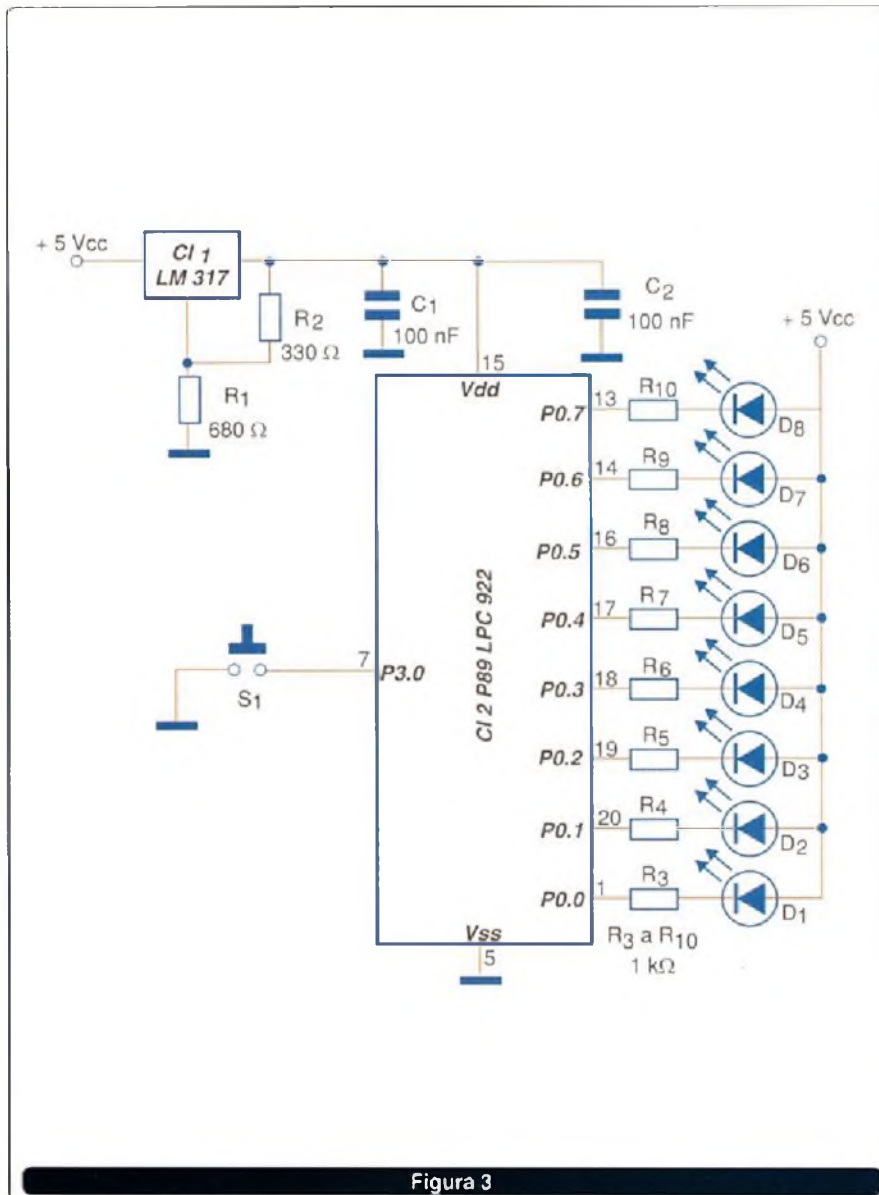 + 5 Vcc
CI 1
LM 317
R2
330 Ω
R1
680 Ω
C1
100 nF
C2
100 nF
+ 5 Vcc
15
Vdd
7
P3.0
S1
CI 2 P89 LPC 922
P0.7
13
R10
D8
P0.6
14
R9
D7
P0.5
16
R8
D6
P0.4
17
R7
D5
P0.3
18
R6
D4
P0.2
19
R5
D3
P0.1
20
R4
D2
P0.0
1
R3
D1
R3 a R10
1 kΩ
Vss
5
Figura 3